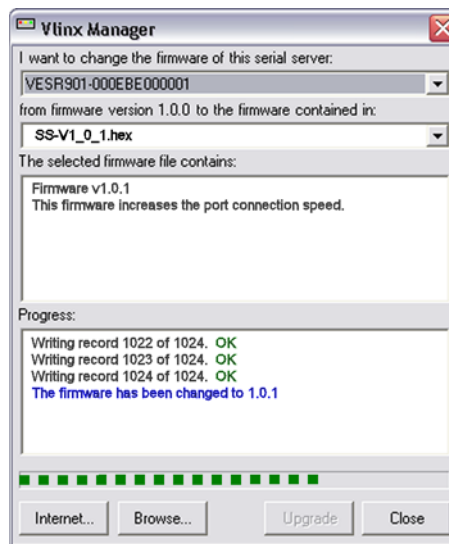 Vlinx Manager
I want to change the firmware of this serial server:
VESR901-000EBE000001
from firmware version 1.0.0 to the firmware contained in:
SS-V1_0_1.hex
The selected firmware file contains:
Firmware v1.0.1
This firmware increases the port connection speed.
Progress:
Writing record 1022 of 1024. OK
Writing record 1023 of 1024. OK
Writing record 1024 of 1024. OK
The firmware has been changed to 1.0.1
Internet... Browse... Upgrade Close